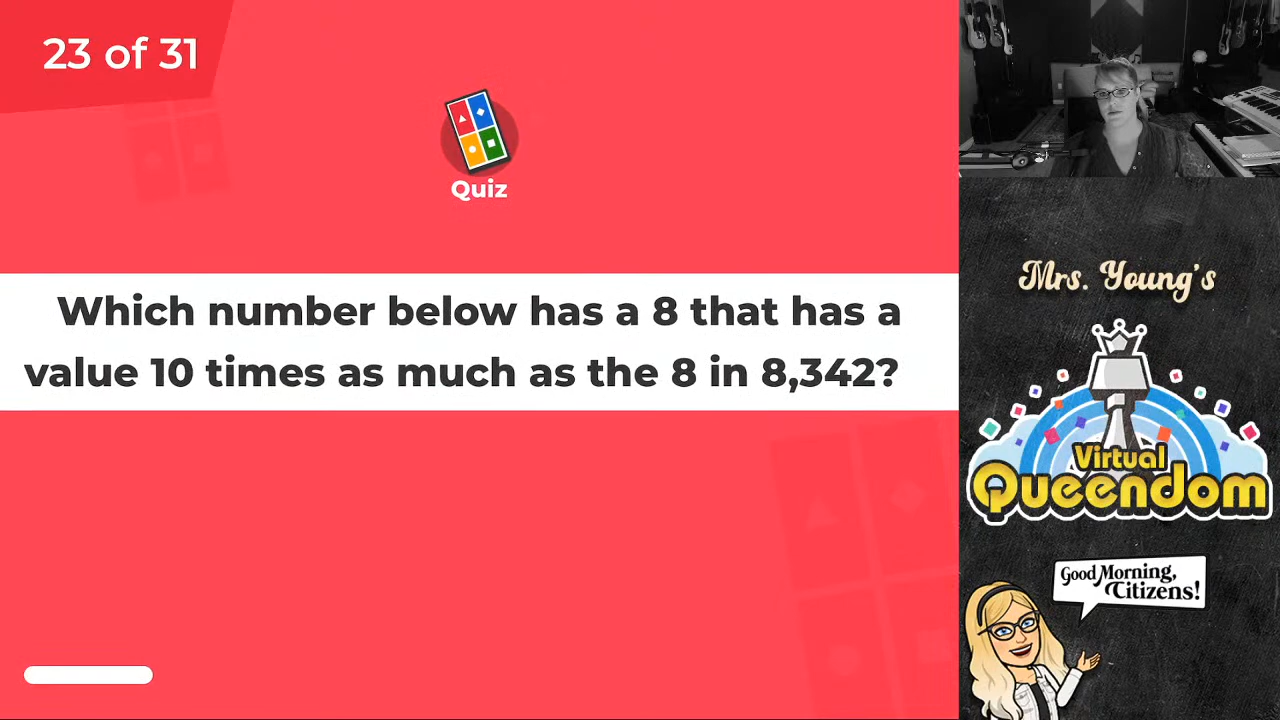 23 of 31
Quiz
Which number below has a 8 that has a
value 10 times as much as the 8 in 8,342?
Mrs. Young's
Virtual
Queendom
Good Morning,
Citizens!